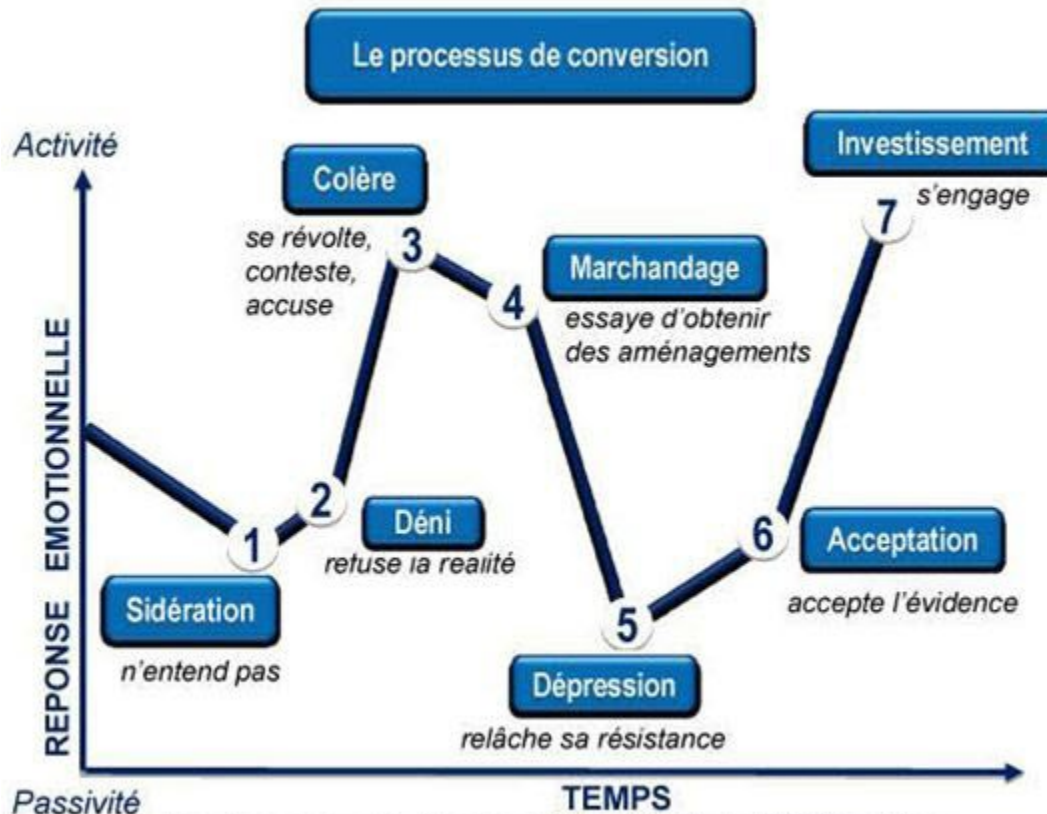 Le processus de conversion
Activité
Investissement
s'engage
7
Colère
se révolte,
conteste,
accuse
3
Marchandage
essaye d'obtenir
des aménagements
4
REPONSE EMOTIONNELLE
1
Sidération
n'entend pas
2
Déni
refuse la réalité
5
Dépression
relâche sa résistance
6
Acceptation
accepte l'évidence
Passivité
TEMPS